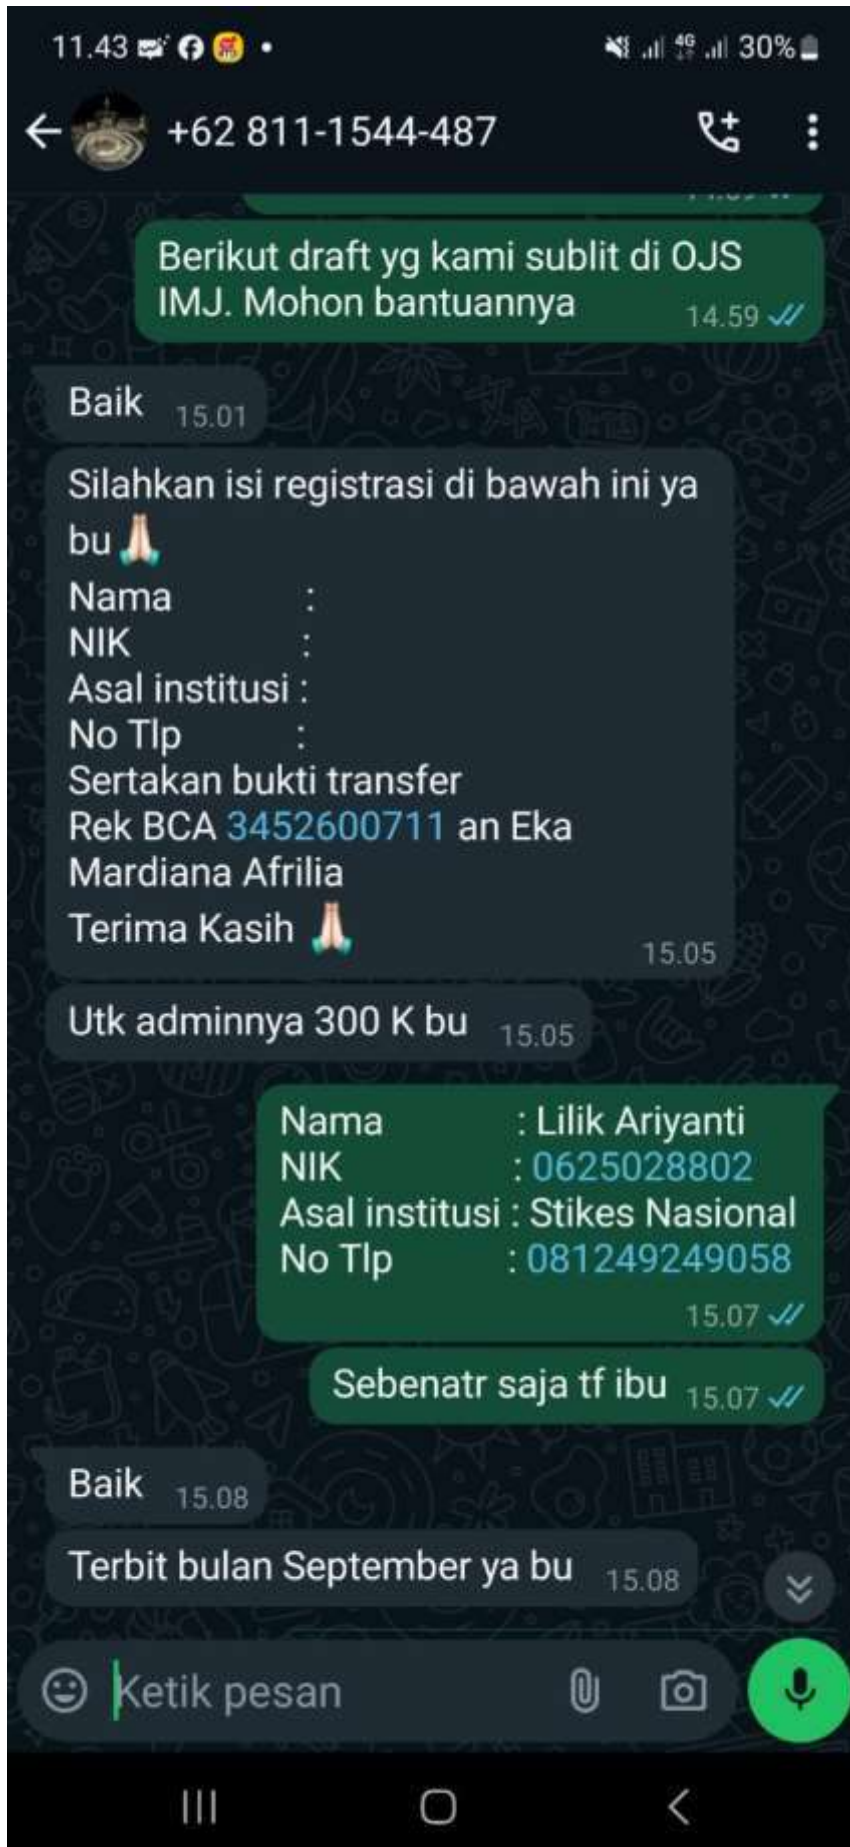 11.43
4G
30%
+62 811-1544-487
Berikut draft yg kami sublit di OJS
IMJ. Mohon bantuannya 14.59
Baik 15.01
Silahkan isi registrasi di bawah ini ya
bu
Nama :
NIK :
Asal institusi :
No Tlp :
Sertakan bukti transfer
Rek BCA 3452600711 an Eka
Mardiana Afrilia
Terima Kasih
15.05
Utk adminnya 300 K bu 15.05
Nama : Lilik Ariyanti
NIK : 0625028802
Asal institusi : Stikes Nasional
No Tlp : 081249249058
15.07
Sebenatr saja tf ibu 15.07
Baik 15.08
Terbit bulan September ya bu 15.08
Ketik pesan